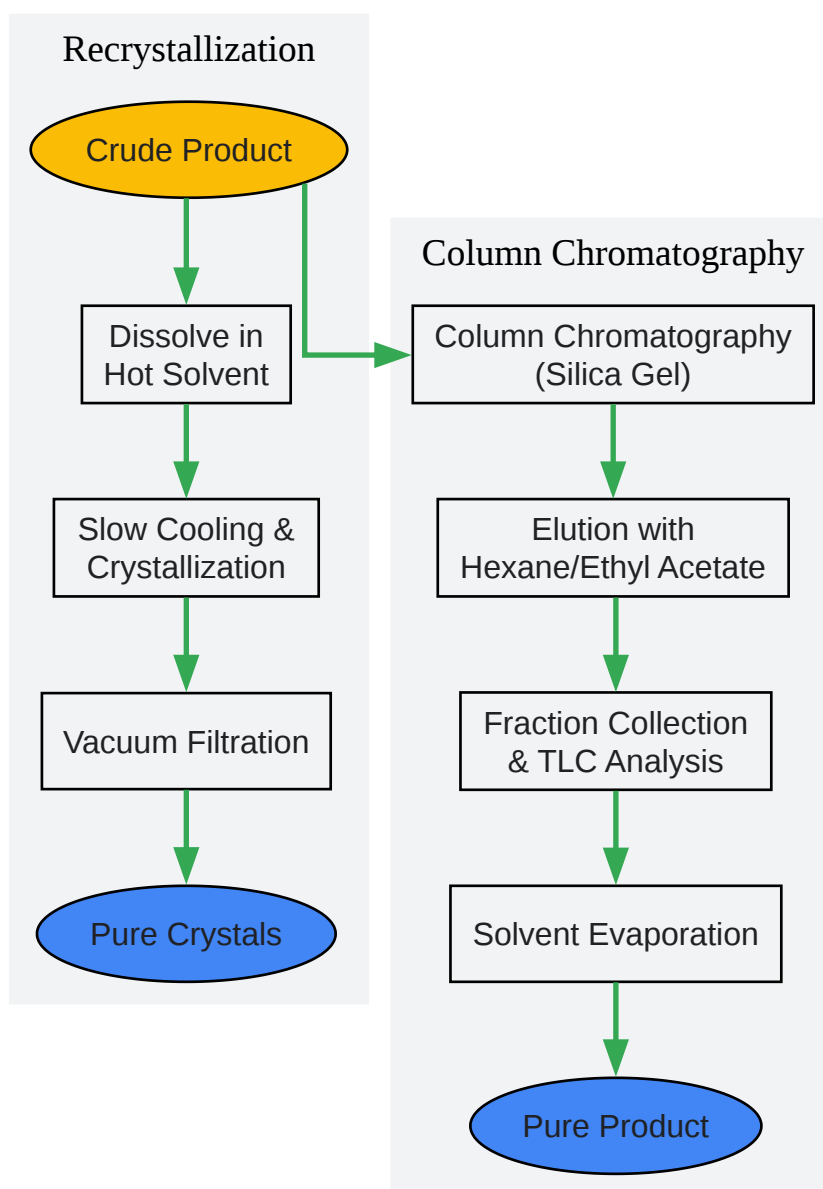 Recrystallization
Crude Product
Dissolve in
Hot Solvent
Slow Cooling &
Crystallization
Vacuum Filtration
Pure Crystals
Column Chromatography
Column Chromatography
(Silica Gel)
Elution with
Hexane/Ethyl Acetate
Fraction Collection
& TLC Analysis
Solvent Evaporation
Pure Product